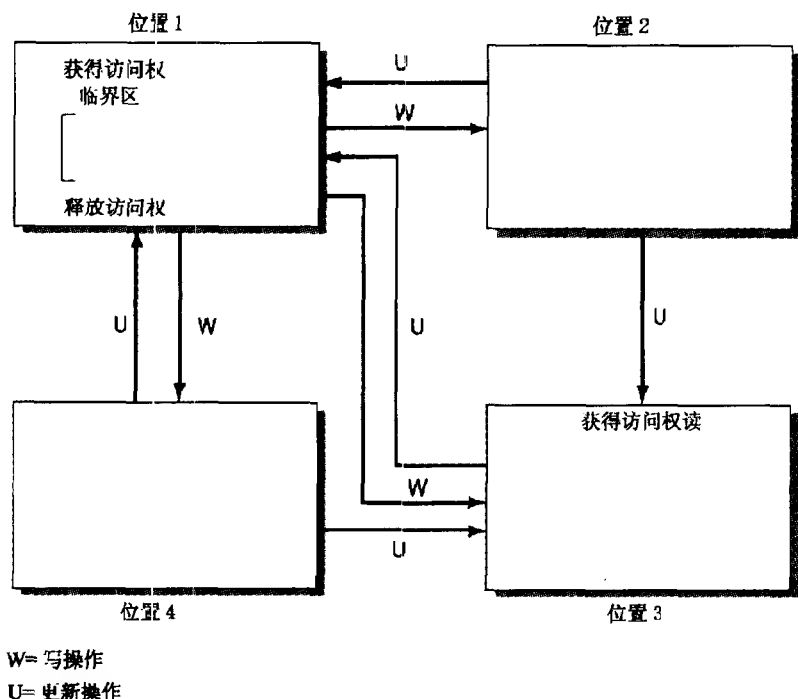 位置 1
位置 2
获得访问权
临界区
释放访问权
U
W
U
W
U
U
获得访问权读
W
U
位置 4
位置 3
W= 写操作
U= 更新操作